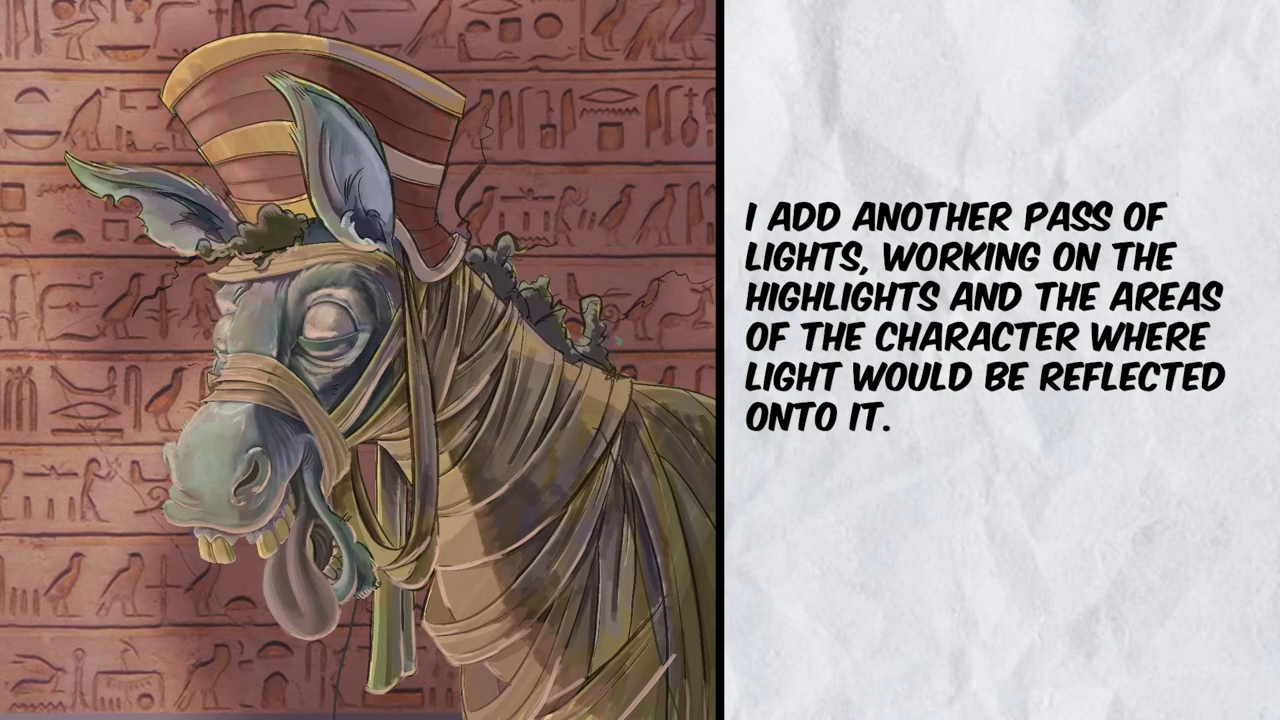 I ADD ANOTHER PASS OF
LIGHTS, WORKING ON THE
HIGHLIGHTS AND THE AREAS
OF THE CHARACTER WHERE
LIGHT WOULD BE REFLECTED
ONTO IT.